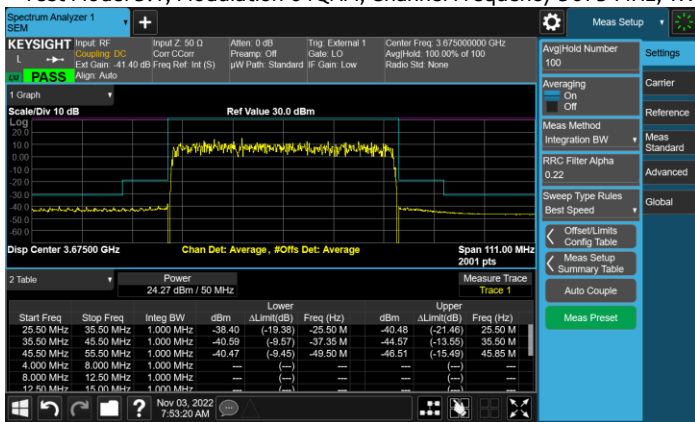 Spectrum Analyzer 1
SEM
Meas Setup
KEYSIGHT
L
LU PASS
Input: RF
Coupling: DC
Ext Gain: -41.40 dB
Align: Auto
Input Z: 50 Ω
Corr CCorr
Freq Ref: Int (S)
Atten: 0 dB
Preamp: Off
µW Path: Standard
Trig: External 1
Gate: LO
IF Gain: Low
Center Freq: 3.675000000 GHz
Avg|Hold: 100.00% of 100
Radio Std: None
1 Graph
Scale/Div 10 dB
Ref Value 30.0 dBm
Log
20.0
10.0
0.00
-10.0
-20.0
-30.0
-40.0
-50.0
-60.0
Disp Center 3.67500 GHz
Chan Det: Average, #Offs Det: Average
Span 111.00 MHz
2001 pts
2 Table
Power
24.27 dBm / 50 MHz
Measure Trace
Trace 1
Lower Upper
Start Freq Stop Freq Integ BW dBm ΔLimit(dB) Freq (Hz) dBm ΔLimit(dB) Freq (Hz)
25.50 MHz 35.50 MHz 1.000 MHz -38.40 (-19.38) -25.50 M -40.48 (-21.46) 25.50 M
35.50 MHz 45.50 MHz 1.000 MHz -40.59 (-9.57) -37.35 M -44.57 (-13.55) 35.50 M
45.50 MHz 55.50 MHz 1.000 MHz -40.47 (-9.45) -49.50 M -46.51 (-15.49) 45.85 M
4.000 MHz 8.000 MHz 1.000 MHz --- (---) --- --- (---) ---
8.000 MHz 12.50 MHz 1.000 MHz --- (---) --- --- (---) ---
12.50 MHz 15.00 MHz 1.000 MHz --- (---) --- --- (---) ---
?
Nov 03, 2022
7:53:20 AM
Avg|Hold Number
100
Averaging
On
Off
Meas Method
Integration BW
RRC Filter Alpha
0.22
Sweep Type Rules
Best Speed
Offset/Limits
Config Table
Meas Setup
Summary Table
Auto Couple
Meas Preset
Settings
Carrier
Reference
Meas
Standard
Advanced
Global